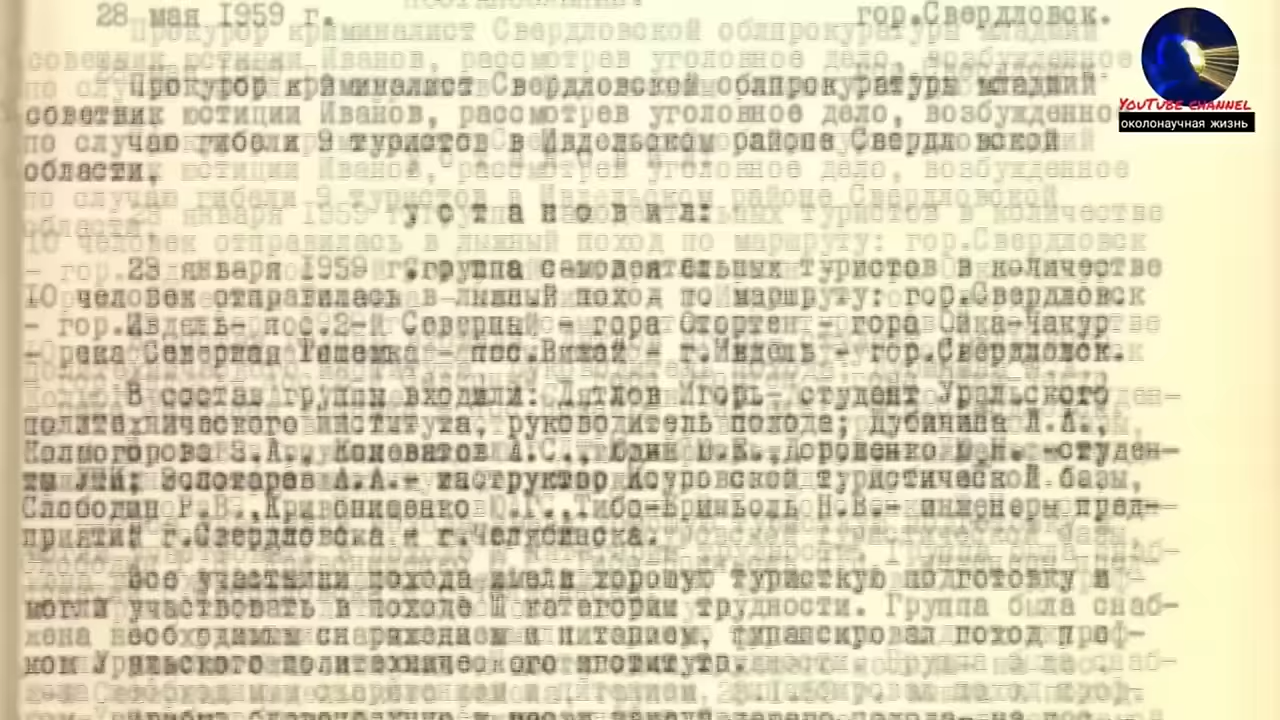 28 мая 1959 г. гор.Свердловск.
YouTube channel
околонаучная жизнь
Прокурор криминалист Свердловской облпрокуратуры младший
советник юстиции Иванов, рассмотрев уголовное дело, возбужденное
по случаю гибели 9 туристов в Ивдельском районе Свердловской
области,
установил:
23 января 1959 г. группа самодеятельных туристов в количестве
10 человек отправилась в лыжный поход по маршруту: гор.Свердловск
- гор.Ивдель- пос.2-й Северный - гора Отортен - гора Ойка-Чакур
- река Северная Тошемка - пос.Вижай - г.Ивдель - гор.Свердловск.
В состав группы входили: Дятлов Игорь- студент Уральского
политехнического института, руководитель похода; Дубинина Л.А.,
Колмогорова З.А., Колеватов А.С., Юдин Ю.Е., Дорошенко Ю.Н. -студен-
ты УПИ; Золотарев А.А.- инструктор Коуровской туристической базы,
Слободин Р.В.,Кривонищенко Ю.Г.,Тибо-Бриньоль Н.В.- инженеры пред-
приятий г.Свердловска и г.Челябинска.
Все участники похода имели хорошую туристкую подготовку и
могли участвовать в походе Ш категории трудности. Группа была снаб-
жена необходимым снаряжением и питанием, финансировал поход проф-
ком Уральского политехнического института.